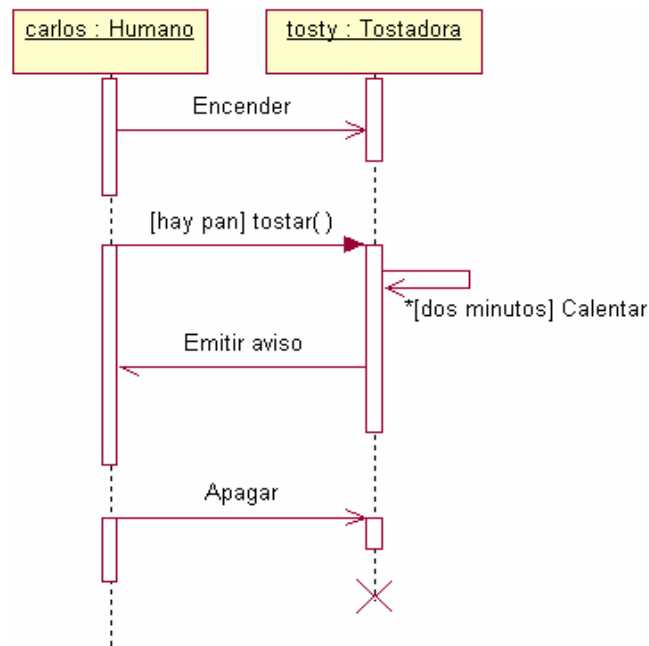 carlos : Humano
tosty : Tostadora
Encender
[hay pan] tostar( )
*[dos minutos] Calentar
Emitir aviso
Apagar